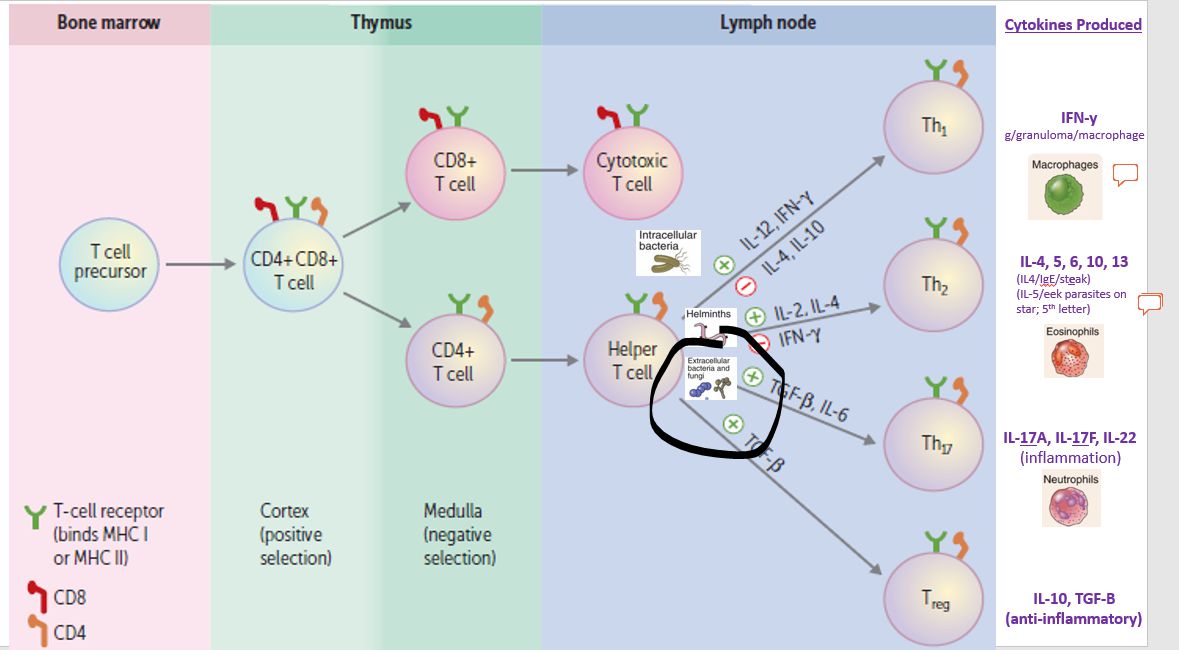 Bone marrow
Thymus
Lymph node
Cytokines Produced
T cell
precursor
CD4+CD8+
T cell
CD8+
T cell
CD4+
T cell
Cytotoxic
T cell
Helper
T cell
Intracellular
bacteria
Helminths
Extracellular
bacteria and
fungi
IL-12, IFN-γ
IL-4, IL-10
IL-2, IL-4
IFN-γ
TGF-β, IL-6
TGF-β
Th1
Th2
Th17
Treg
IFN-y
g/granuloma/macrophage
Macrophages
IL-4, 5, 6, 10, 13
(IL4/IgE/steak)
(IL-5/eek parasites on
star; 5th letter)
Eosinophils
IL-17A, IL-17F, IL-22
(inflammation)
Neutrophils
IL-10, TGF-B
(anti-inflammatory)
T-cell receptor
(binds MHC I
or MHC II)
CD8
CD4
Cortex
(positive
selection)
Medulla
(negative
selection)